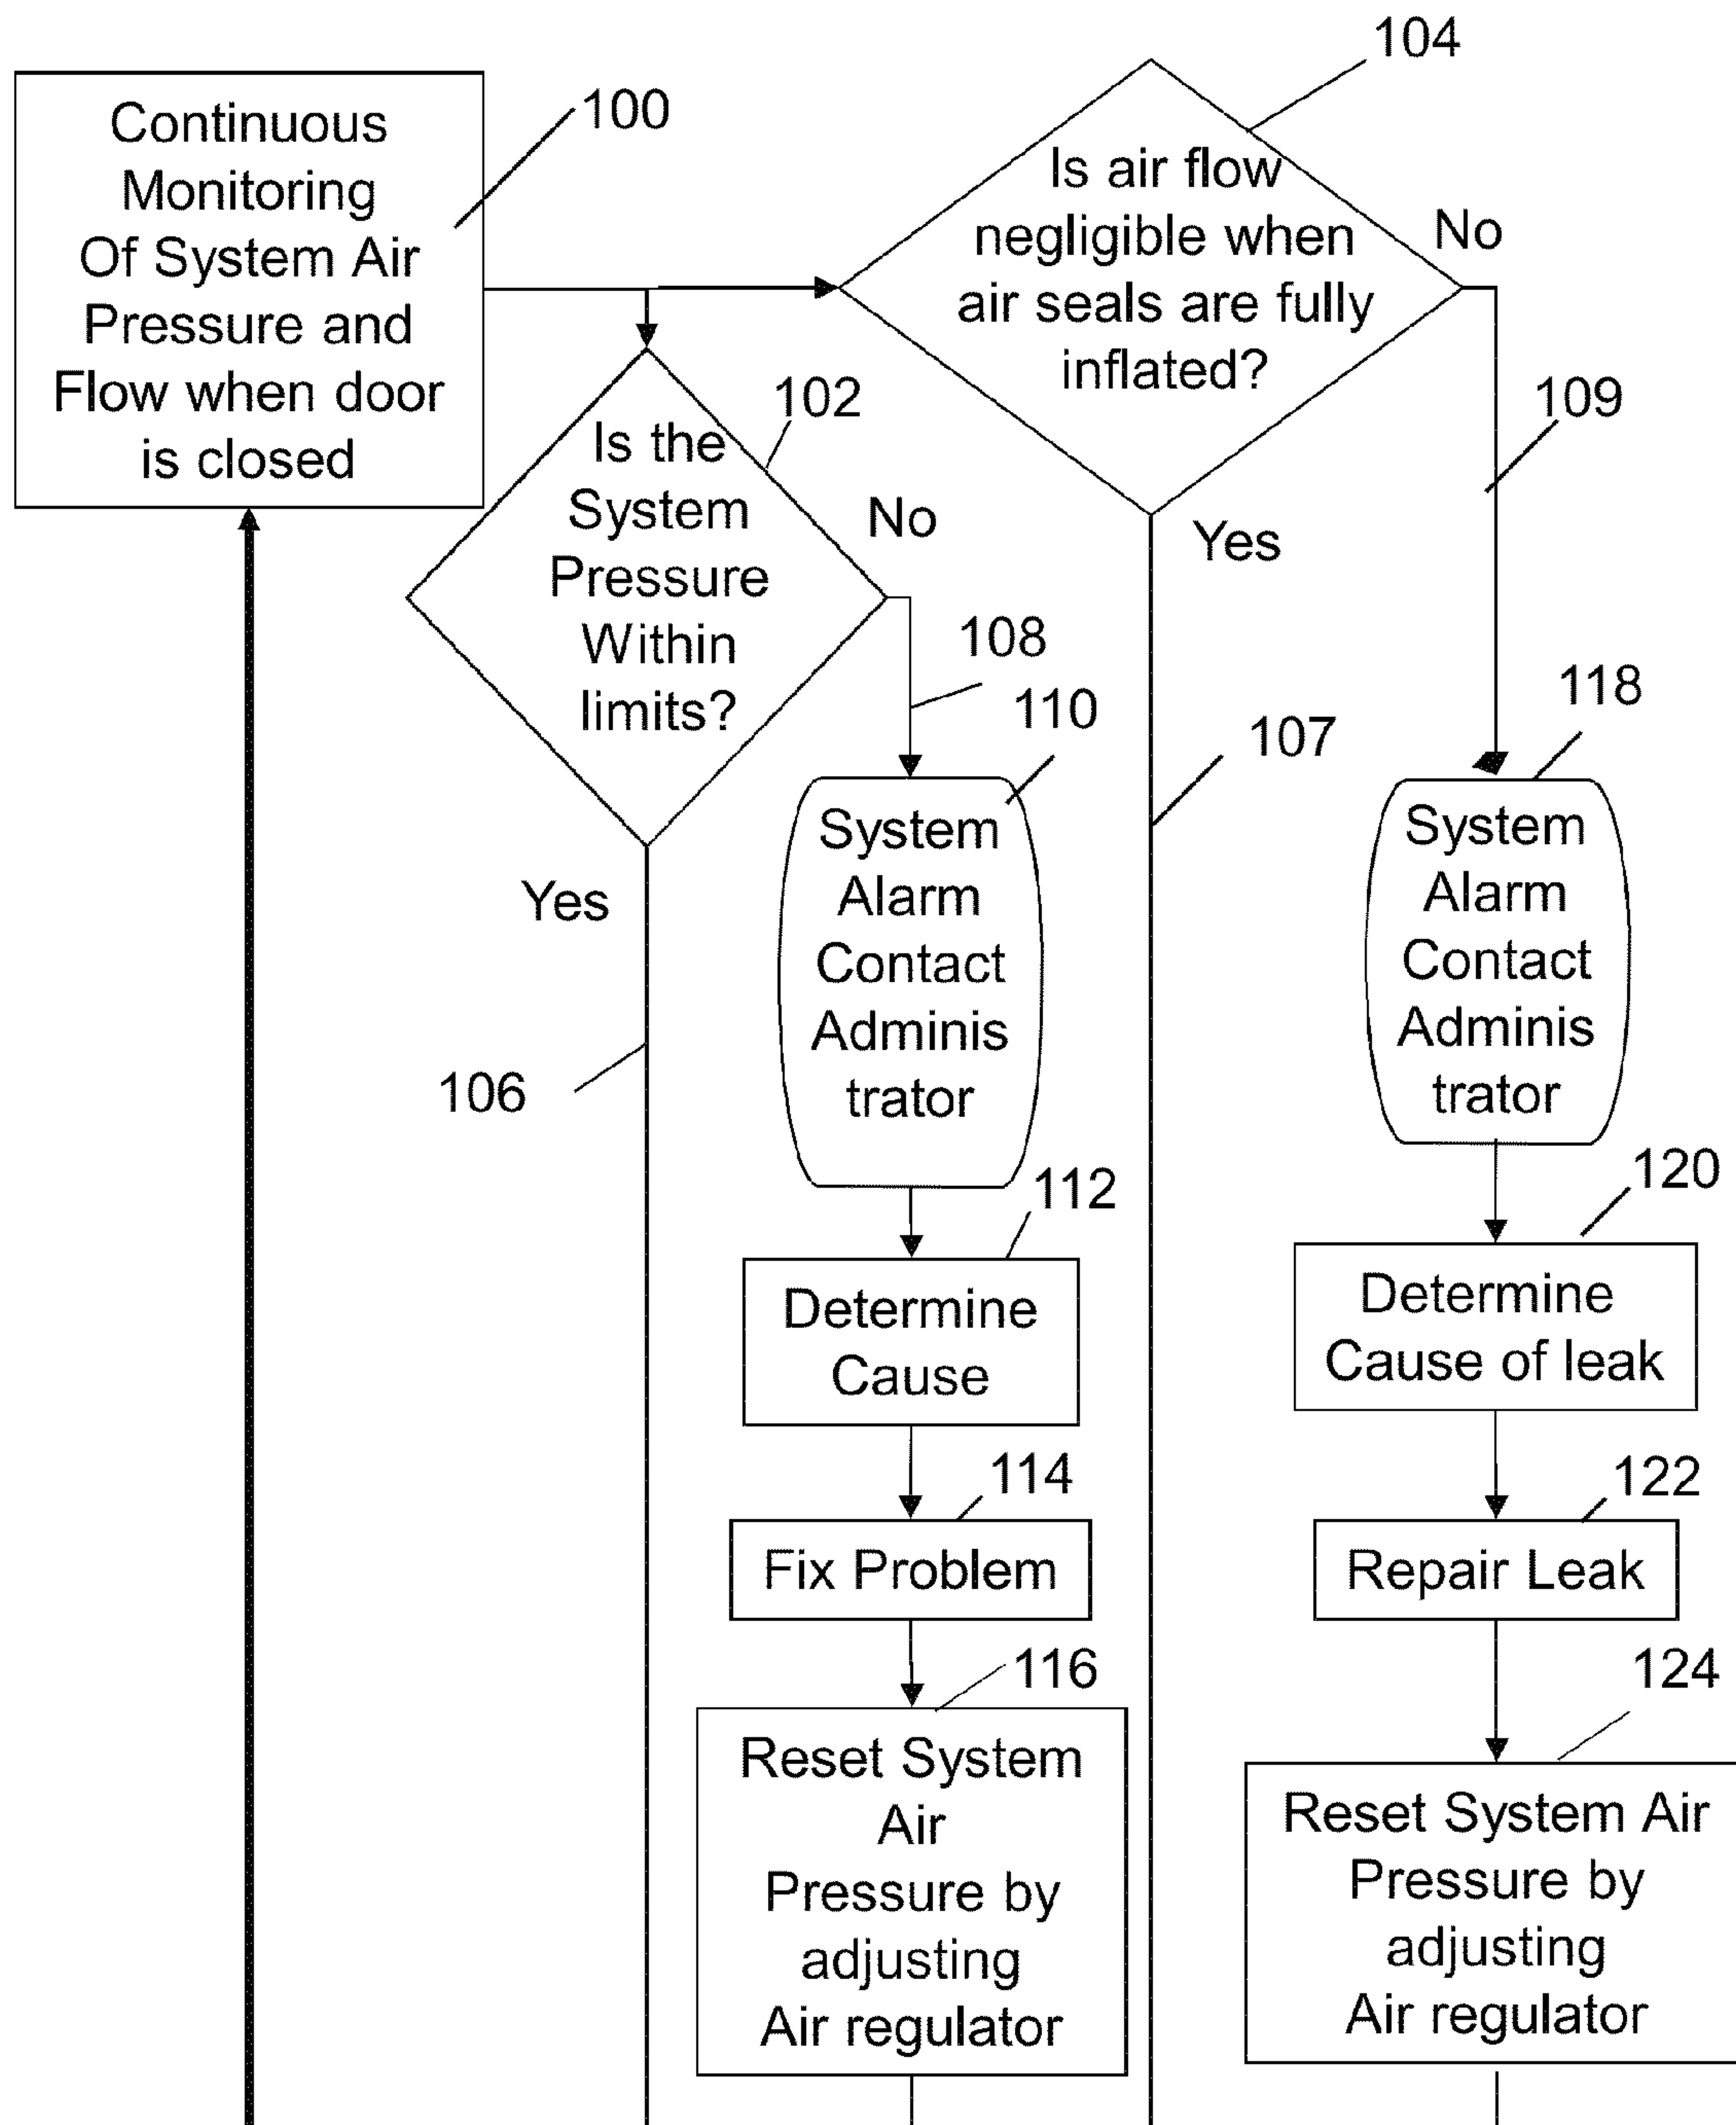 104
100
Continuous
Monitoring
Of System Air
Pressure and
Flow when door
is closed
Is air flow
negligible when
air seals are fully
inflated?
No
Yes
109
102
Is the
System
Pressure
Within
limits?
No
Yes
108
106
107
110
System
Alarm
Contact
Adminis
trator
118
System
Alarm
Contact
Adminis
trator
112
Determine
Cause
120
Determine
Cause of leak
114
Fix Problem
122
Repair Leak
116
Reset System
Air
Pressure by
adjusting
Air regulator
124
Reset System Air
Pressure by
adjusting
Air regulator